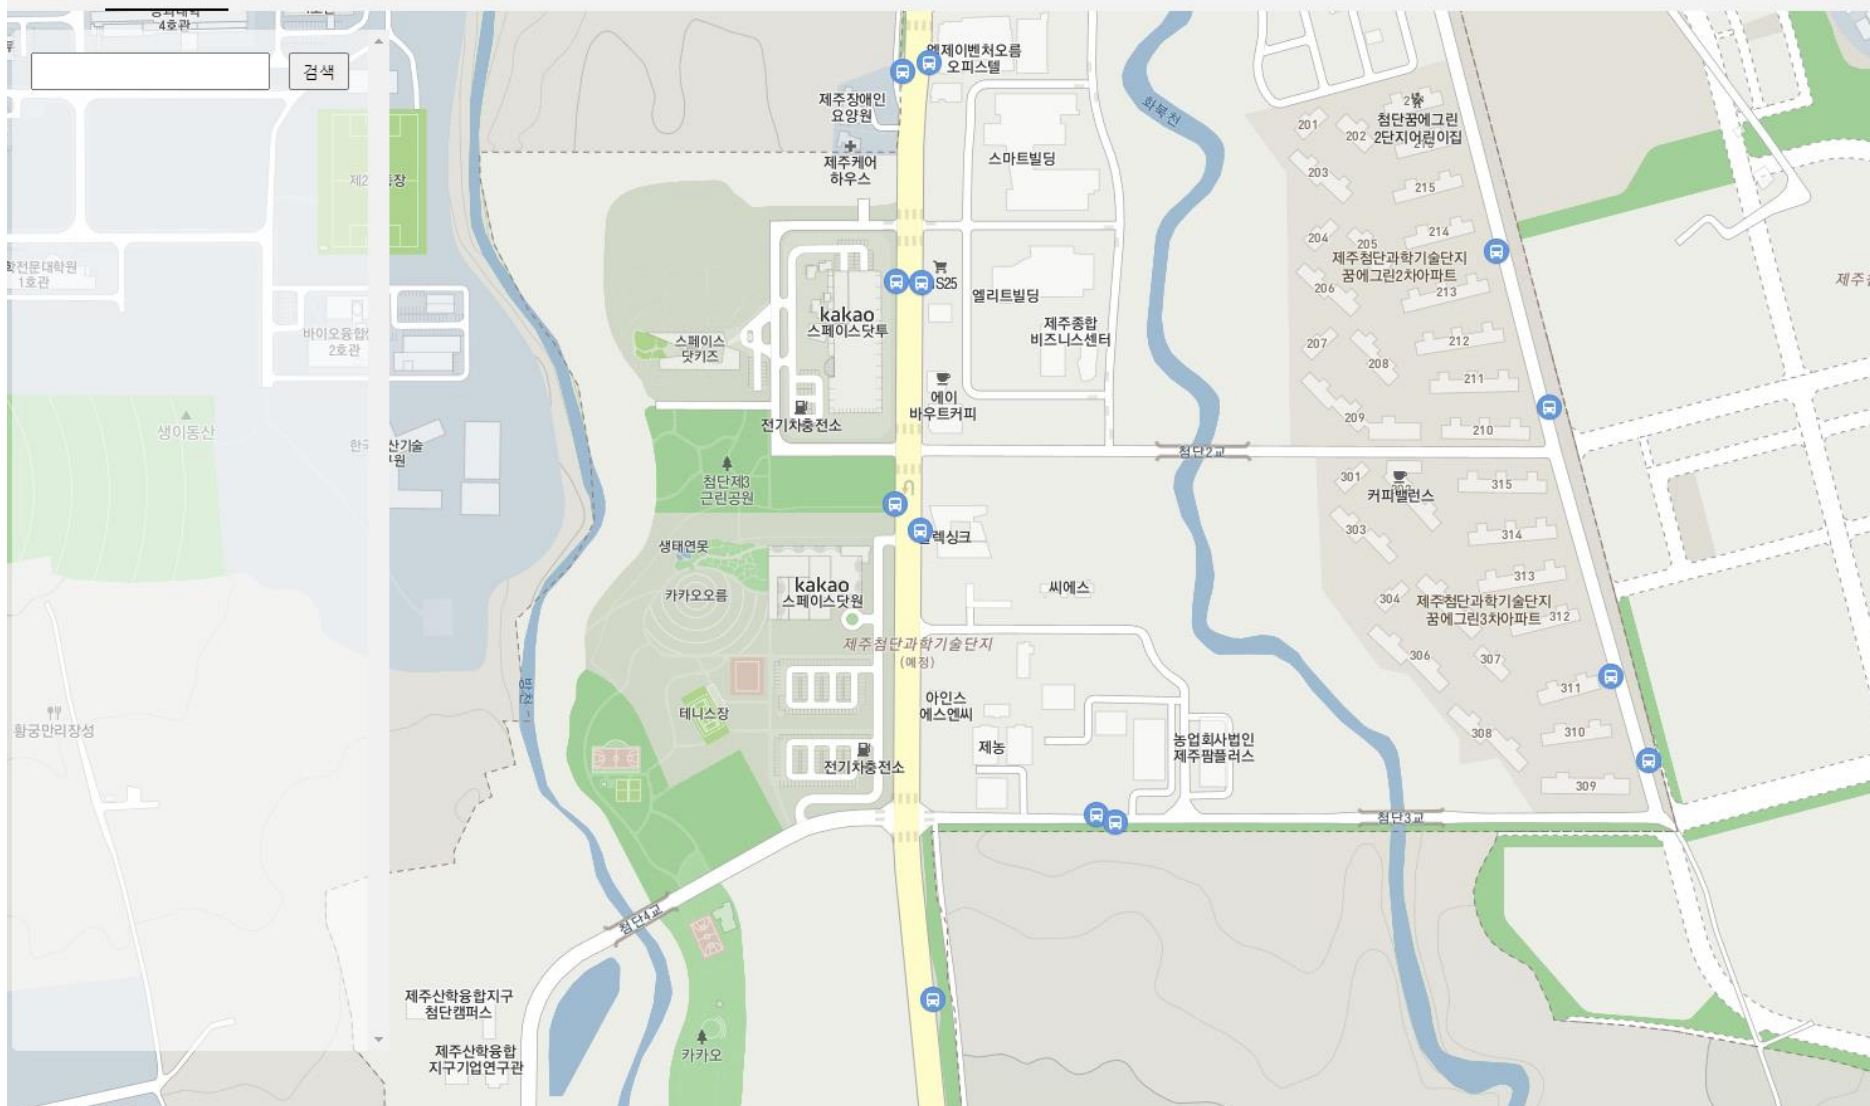 4호관
검색
엘제이벤처오름
오피스텔
제주장애인
요양원
제주케어
하우스
화북천
스마트빌딩
첨단꿈에그린
2단지어린이집
201
202
203
215
204
205
214
제주첨단과학기술단지
꿈에그린2차아파트
206
213
207
208
212
211
209
210
학전문대학원
1호관
바이오융합
2호관
생이동산
kakao
스페이스닷투
스페이스
닷키즈
전기차충전소
S25
엘리트빌딩
제주종합
비즈니스센터
에이
바우트커피
첨단2교
첨단제3
근린공원
301
커피밸런스
315
303
314
생태연못
카카오오름
kakao
스페이스닷원
렉싱크
씨에스
제주첨단과학기술단지
(예정)
313
304
제주첨단과학기술단지
꿈에그린3차아파트
312
306
307
311
308
310
309
테니스장
전기차충전소
아인스
에스엔씨
제농
농업회사법인
제주팜플러스
첨단3교
황궁만리장성
방천
첨단4교
제주산학융합지구
첨단캠퍼스
제주산학융합
지구기업연구관
카카오